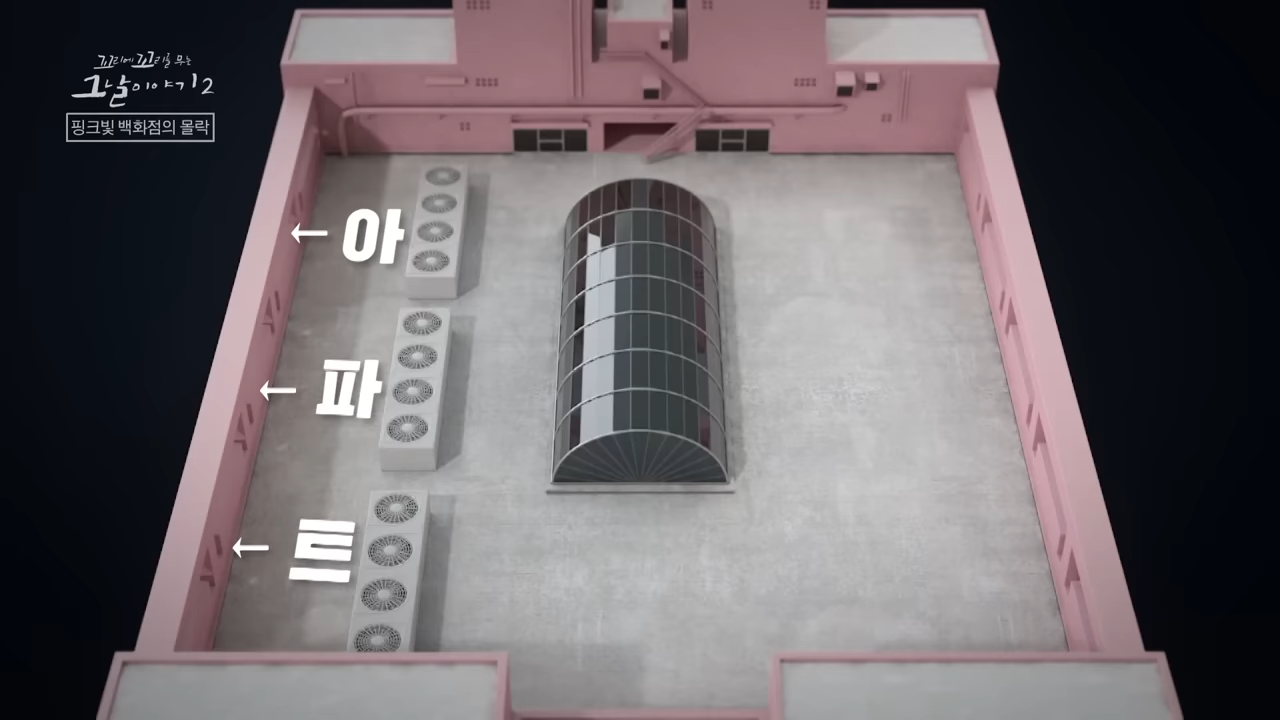 꼬리에 꼬리를 무는
그날 이야기 2
핑크빛 백화점의 몰락
← 아
← 파
← 트